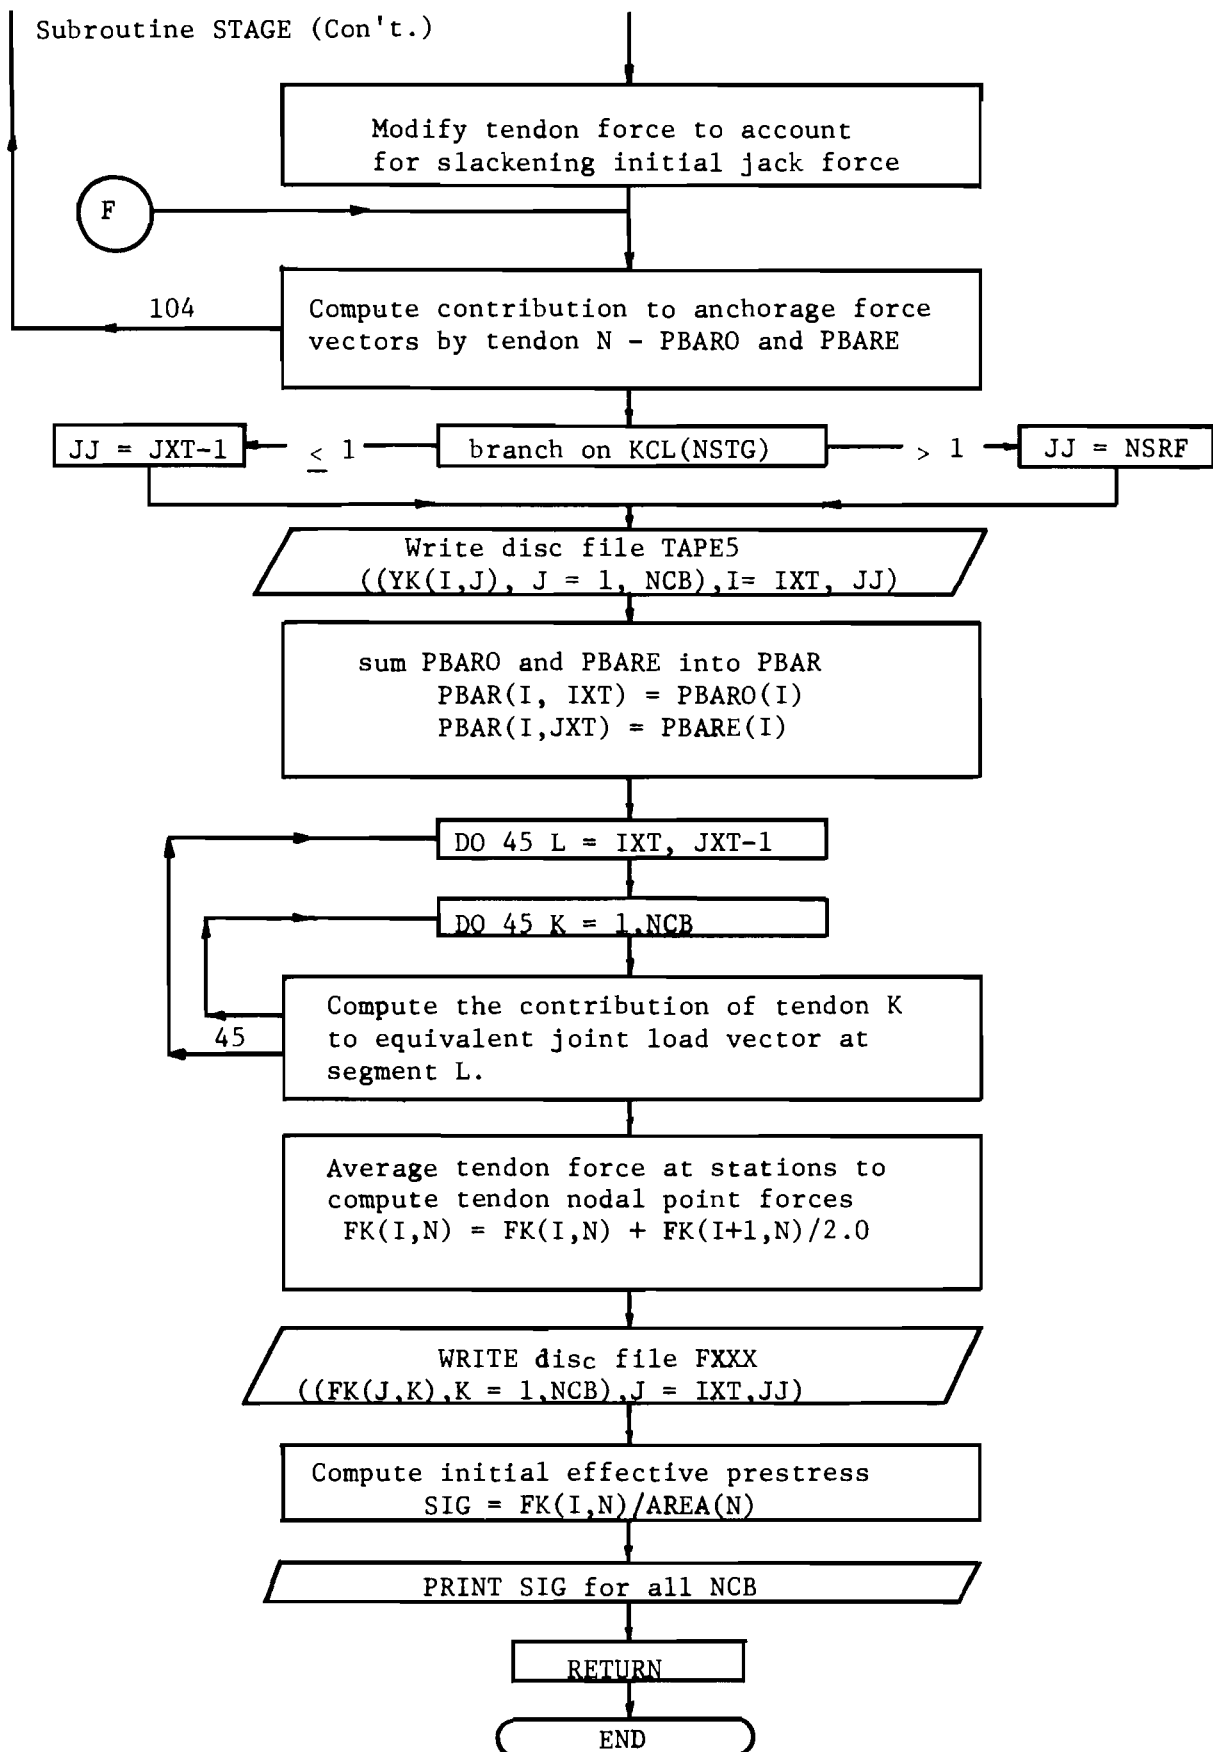 Subroutine STAGE (Con't.)
Modify tendon force to account
for slackening initial jack force
F
104
Compute contribution to anchorage force
vectors by tendon N - PBARO and PBARE
JJ = JXT-1
≤ 1
branch on KCL(NSTG)
> 1
JJ = NSRF
Write disc file TAPE5
((YK(I,J), J = 1, NCB),I= IXT, JJ)
sum PBARO and PBARE into PBAR
PBAR(I, IXT) = PBARO(I)
PBAR(I,JXT) = PBARE(I)
DO 45 L = IXT, JXT-1
DO 45 K = 1,NCB
45
Compute the contribution of tendon K
to equivalent joint load vector at
segment L.
Average tendon force at stations to
compute tendon nodal point forces
FK(I,N) = FK(I,N) + FK(I+1,N)/2.0
WRITE disc file FXXX
((FK(J,K),K = 1,NCB),J = IXT,JJ)
Compute initial effective prestress
SIG = FK(I,N)/AREA(N)
PRINT SIG for all NCB
RETURN
END